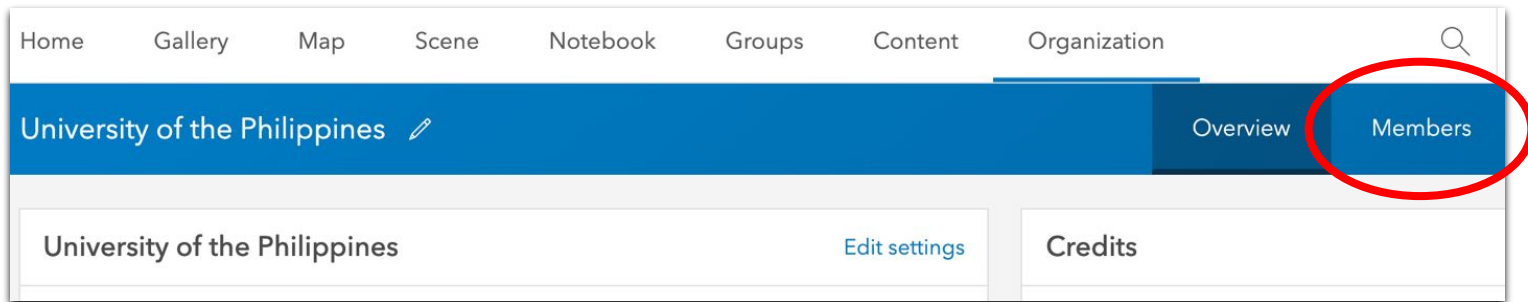 Home Gallery Map Scene Notebook Groups Content Organization
University of the Philippines Overview Members
University of the Philippines Edit settings Credits